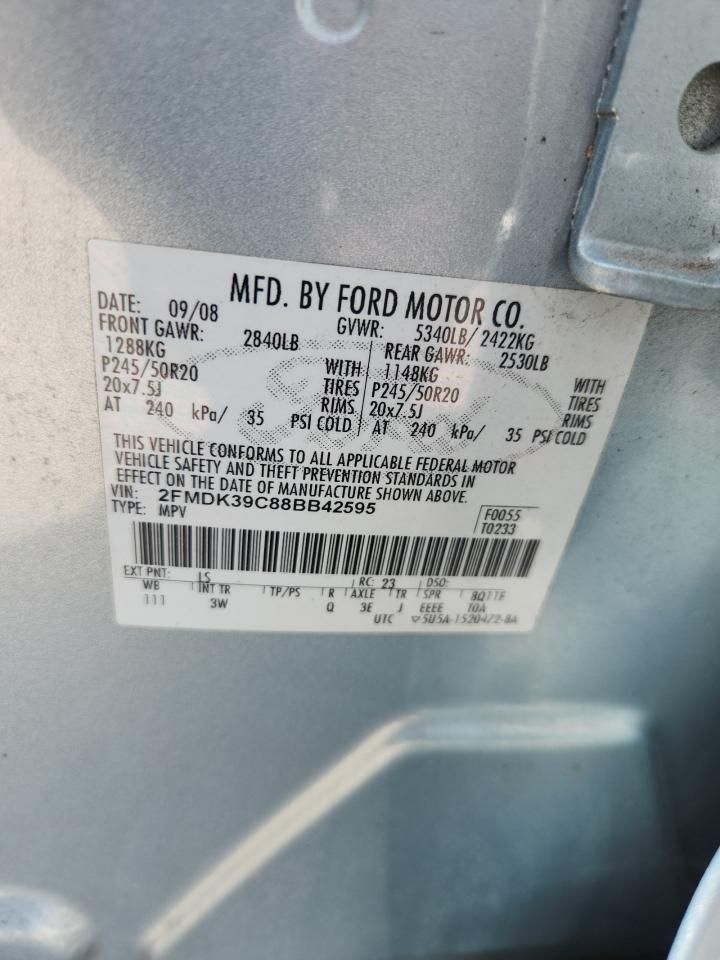 MFD. BY FORD MOTOR CO.
DATE: 09/08 GVWR: 5340LB/ 2422KG
FRONT GAWR: 2840LB REAR GAWR: 2530LB
1288KG WITH 1148KG WITH
P245/50R20 TIRES P245/50R20 TIRES
20x7.5J RIMS 20x7.5J RIMS
AT 240 kPa/ 35 PSI COLD AT 240 kPa/ 35 PSI COLD
THIS VEHICLE CONFORMS TO ALL APPLICABLE FEDERAL MOTOR
VEHICLE SAFETY AND THEFT PREVENTION STANDARDS IN
EFFECT ON THE DATE OF MANUFACTURE SHOWN ABOVE.
VIN: 2FMDK39C88BB42595 F0055
TYPE: MPV T0233
EXT PNT: LS RC: 23 DSO:
WB INT TR TP/PS R AXLE TR SPR
111 3W Q 3E J EEEE TOA
UTC 5U5A-1520472-BA